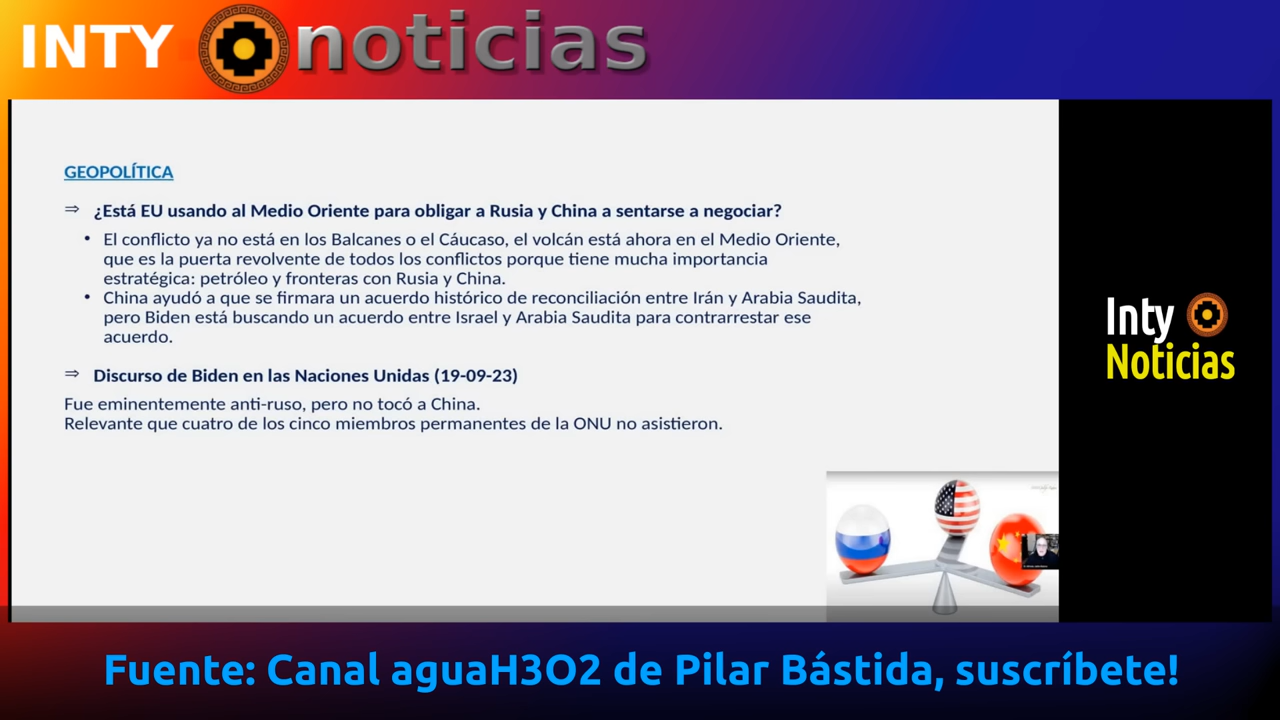 INTY noticias
GEOPOLÍTICA
⇒ ¿Está EU usando al Medio Oriente para obligar a Rusia y China a sentarse a negociar?
• El conflicto ya no está en los Balcanes o el Cáucaso, el volcán está ahora en el Medio Oriente,
que es la puerta revolvente de todos los conflictos porque tiene mucha importancia
estratégica: petróleo y fronteras con Rusia y China.
• China ayudó a que se firmara un acuerdo histórico de reconciliación entre Irán y Arabia Saudita,
pero Biden está buscando un acuerdo entre Israel y Arabia Saudita para contrarrestar ese
acuerdo.
⇒ Discurso de Biden en las Naciones Unidas (19-09-23)
Fue eminentemente anti-ruso, pero no tocó a China.
Relevante que cuatro de los cinco miembros permanentes de la ONU no asistieron.
Inty
Noticias
Fuente: Canal aguaH3O2 de Pilar Bástida, suscríbete!